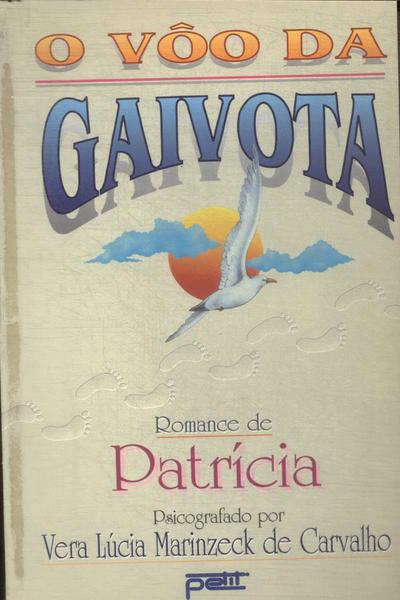 O VÔO DA
GAIVOTA
Romance de
Patrícia
Psicografado por
Vera Lúcia Marinzeck de Carvalho
petit